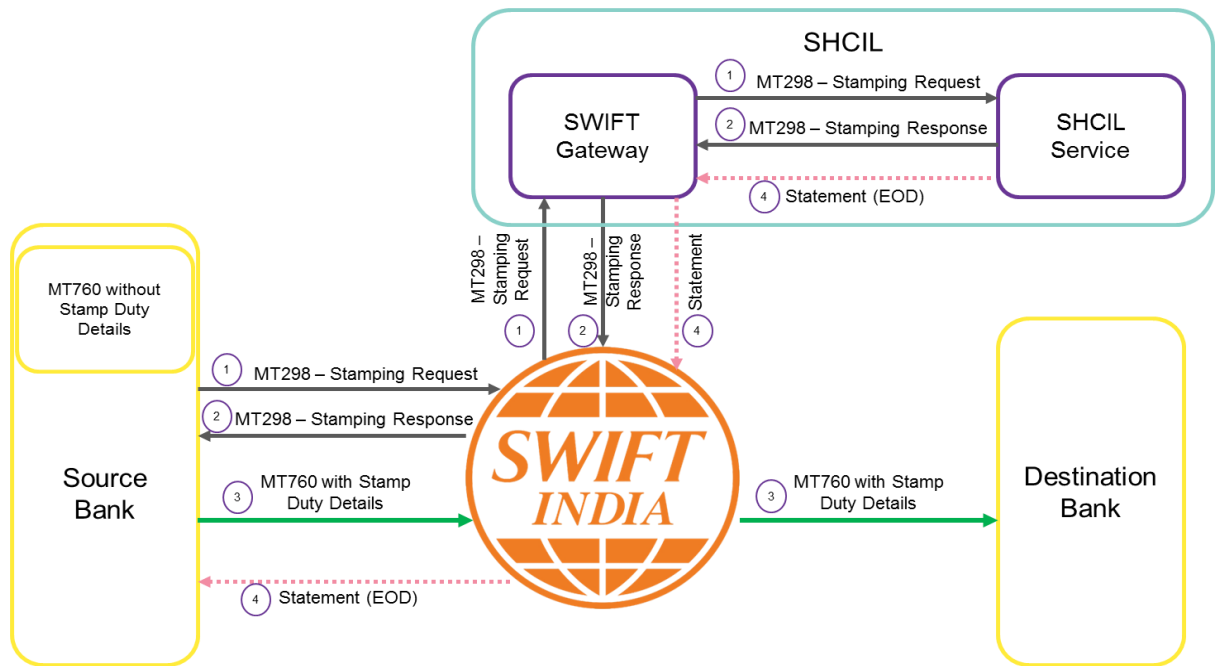 SHCIL
1
MT298 – Stamping Request
SWIFT
Gateway
2
MT298 – Stamping Response
SHCIL
Service
4
Statement (EOD)
MT298 –
Stamping
Request
1
MT298 –
Stamping
Response
2
Statement
4
MT760 without
Stamp Duty
Details
1
MT298 – Stamping Request
2
MT298 – Stamping Response
Source
Bank
3
MT760 with Stamp
Duty Details
SWIFT
INDIA
3
MT760 with Stamp
Duty Details
Destination
Bank
4
Statement (EOD)